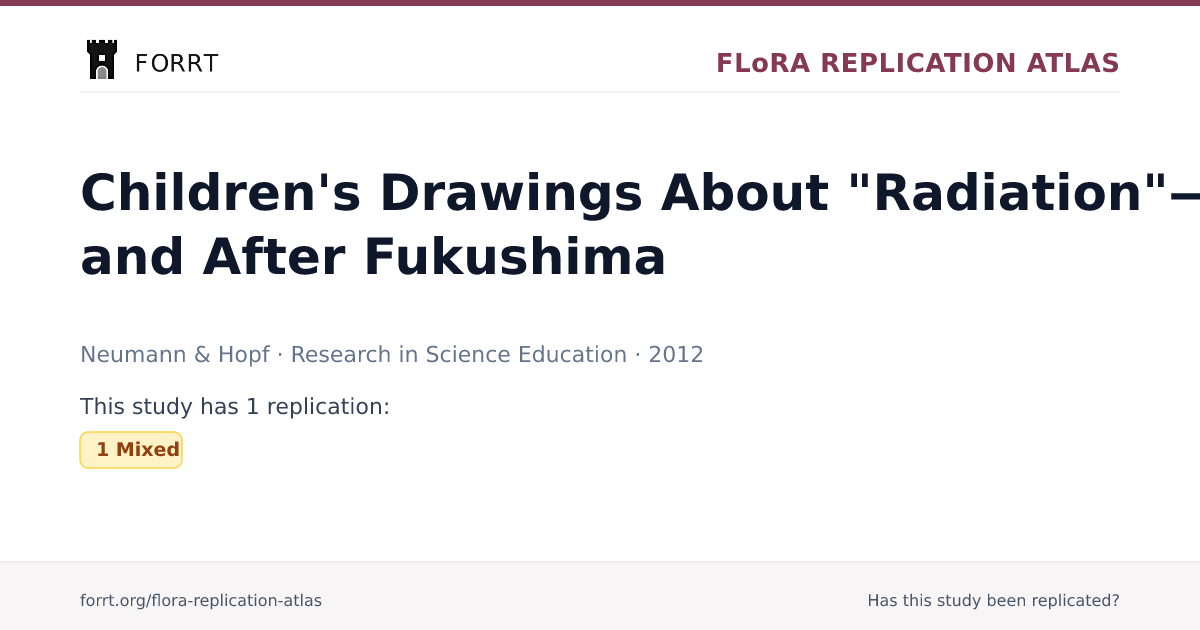 FORRT
FLoRA REPLICATION ATLAS
Children's Drawings About "Radiation"—
and After Fukushima
Neumann & Hopf · Research in Science Education · 2012
This study has 1 replication:
1 Mixed
forrt.org/flora-replication-atlas
Has this study been replicated?